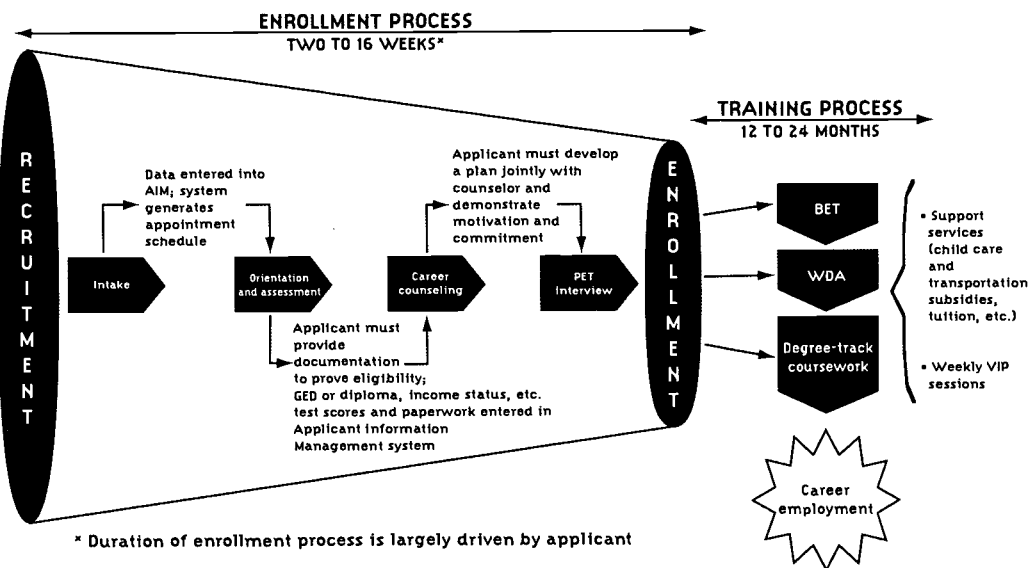 ENROLLMENT PROCESS
TWO TO 16 WEEKS*
TRAINING PROCESS
12 TO 24 MONTHS
RECRUITMENT
Intake
Data entered into
AIM; system
generates
appointment
schedule
Orientation
and assessment
Applicant must
provide
documentation
to prove eligibility;
GED or diploma, income status, etc.
test scores and paperwork entered in
Applicant information
Management system
Career
counseling
Applicant must develop
a plan jointly with
counselor and
demonstrate
motivation and
commitment
PET
interview
ENROLLMENT
BET
WDA
Degree-track
coursework
• Support
services
(child care
and
transportation
subsidies,
tuition, etc.)
• Weekly VIP
sessions
Career
employment
* Duration of enrollment process is largely driven by applicant